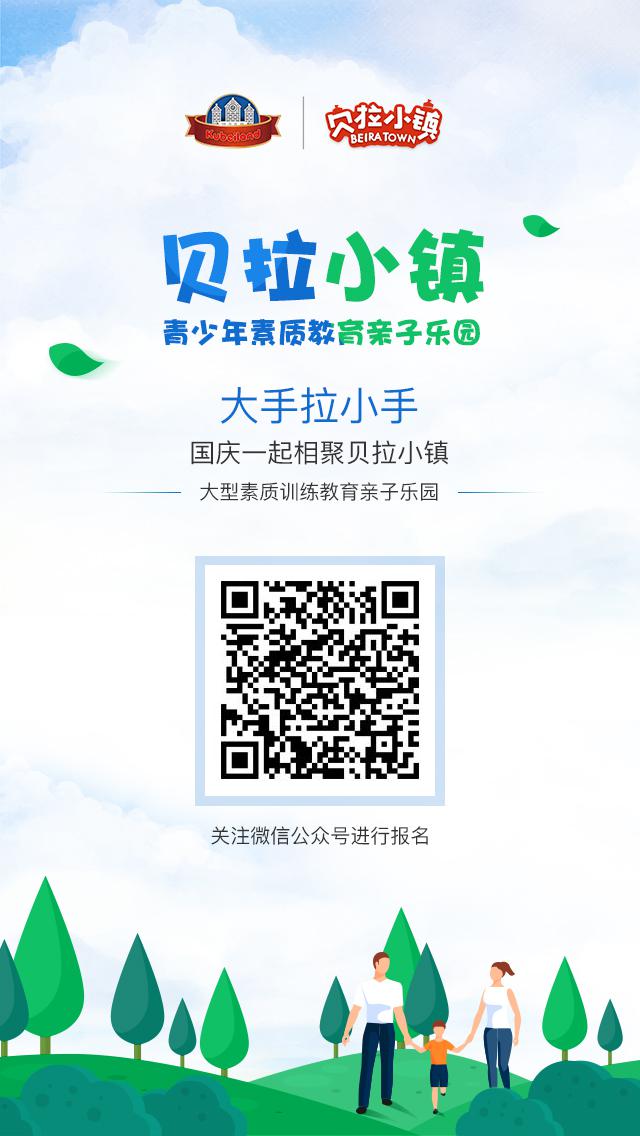 Kubeiland
贝拉小镇
BEIRA TOWN
贝拉小镇
青少年素质教育亲子乐园
大手拉小手
国庆一起相聚贝拉小镇
大型素质训练教育亲子乐园
关注微信公众号进行报名